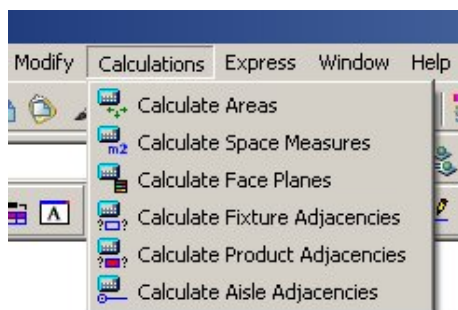 Modify Calculations Express Window Help
Calculate Areas
m2 Calculate Space Measures
Calculate Face Planes
? ? Calculate Fixture Adjacencies
A
? ? Calculate Product Adjacencies
Calculate Aisle Adjacencies